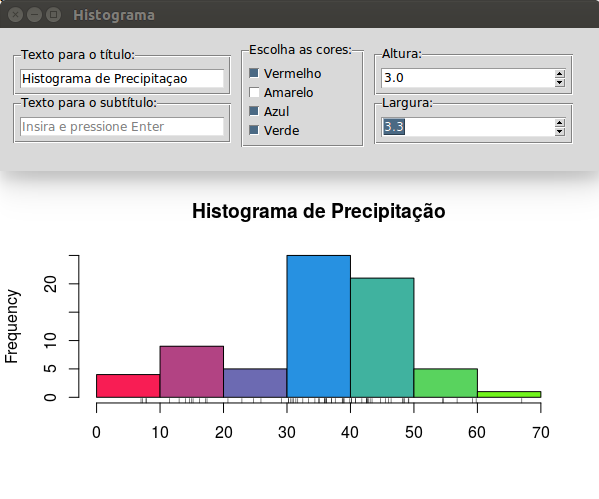 Histograma
Texto para o título:
Histograma de Precipitaçao
Texto para o subtítulo:
Insira e pressione Enter
Escolha as cores:
Vermelho
Amarelo
Azul
Verde
Altura:
3.0
Largura:
3.3
Histograma de Precipitação
Frequency
20
10
5
0
0 10 20 30 40 50 60 70